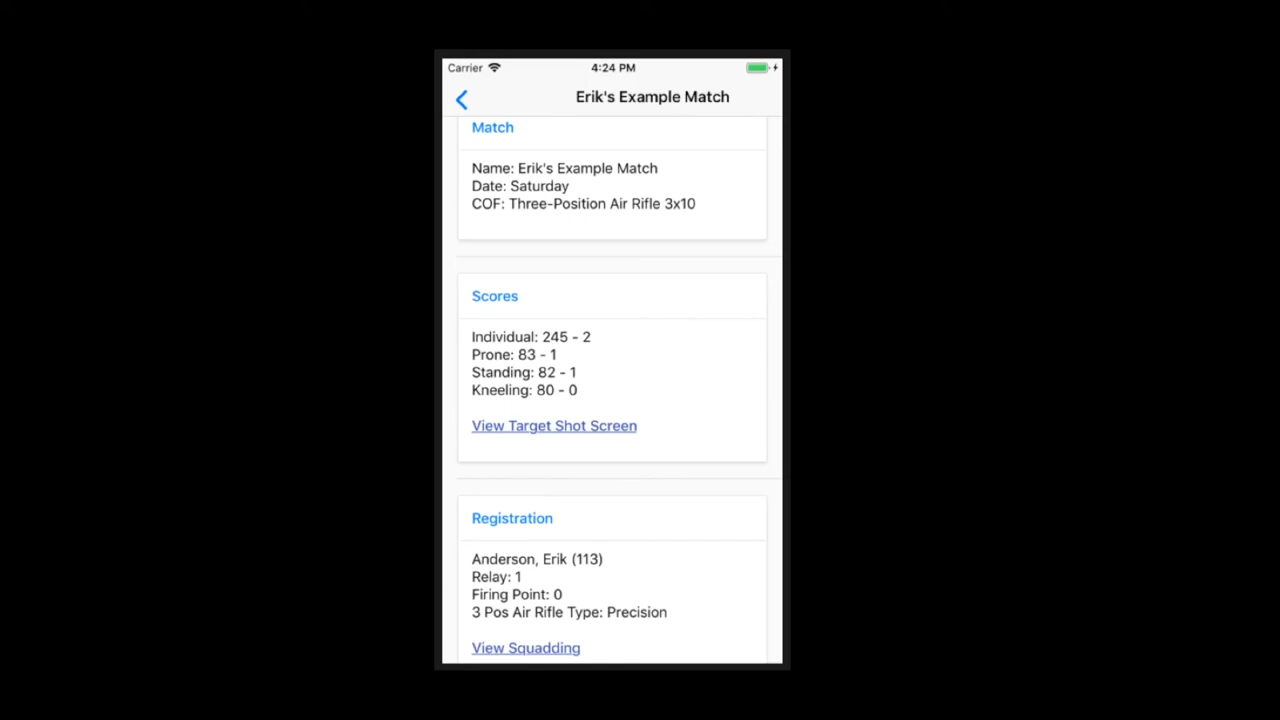 Carrier
4:24 PM
Erik's Example Match
Match
Name: Erik's Example Match
Date: Saturday
COF: Three-Position Air Rifle 3x10
Scores
Individual: 245 - 2
Prone: 83 - 1
Standing: 82 - 1
Kneeling: 80 - 0
View Target Shot Screen
Registration
Anderson, Erik (113)
Relay: 1
Firing Point: 0
3 Pos Air Rifle Type: Precision
View Squadding